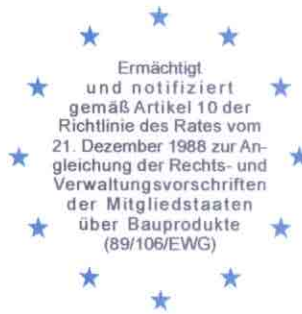 Ermächtigt
und notifiziert
gemäß Artikel 10 der
Richtlinie des Rates vom
21. Dezember 1988 zur An-
gleichung der Rechts- und
Verwaltungsvorschriften
der Mitgliedstaaten
über Bauprodukte
(89/106/EWG)